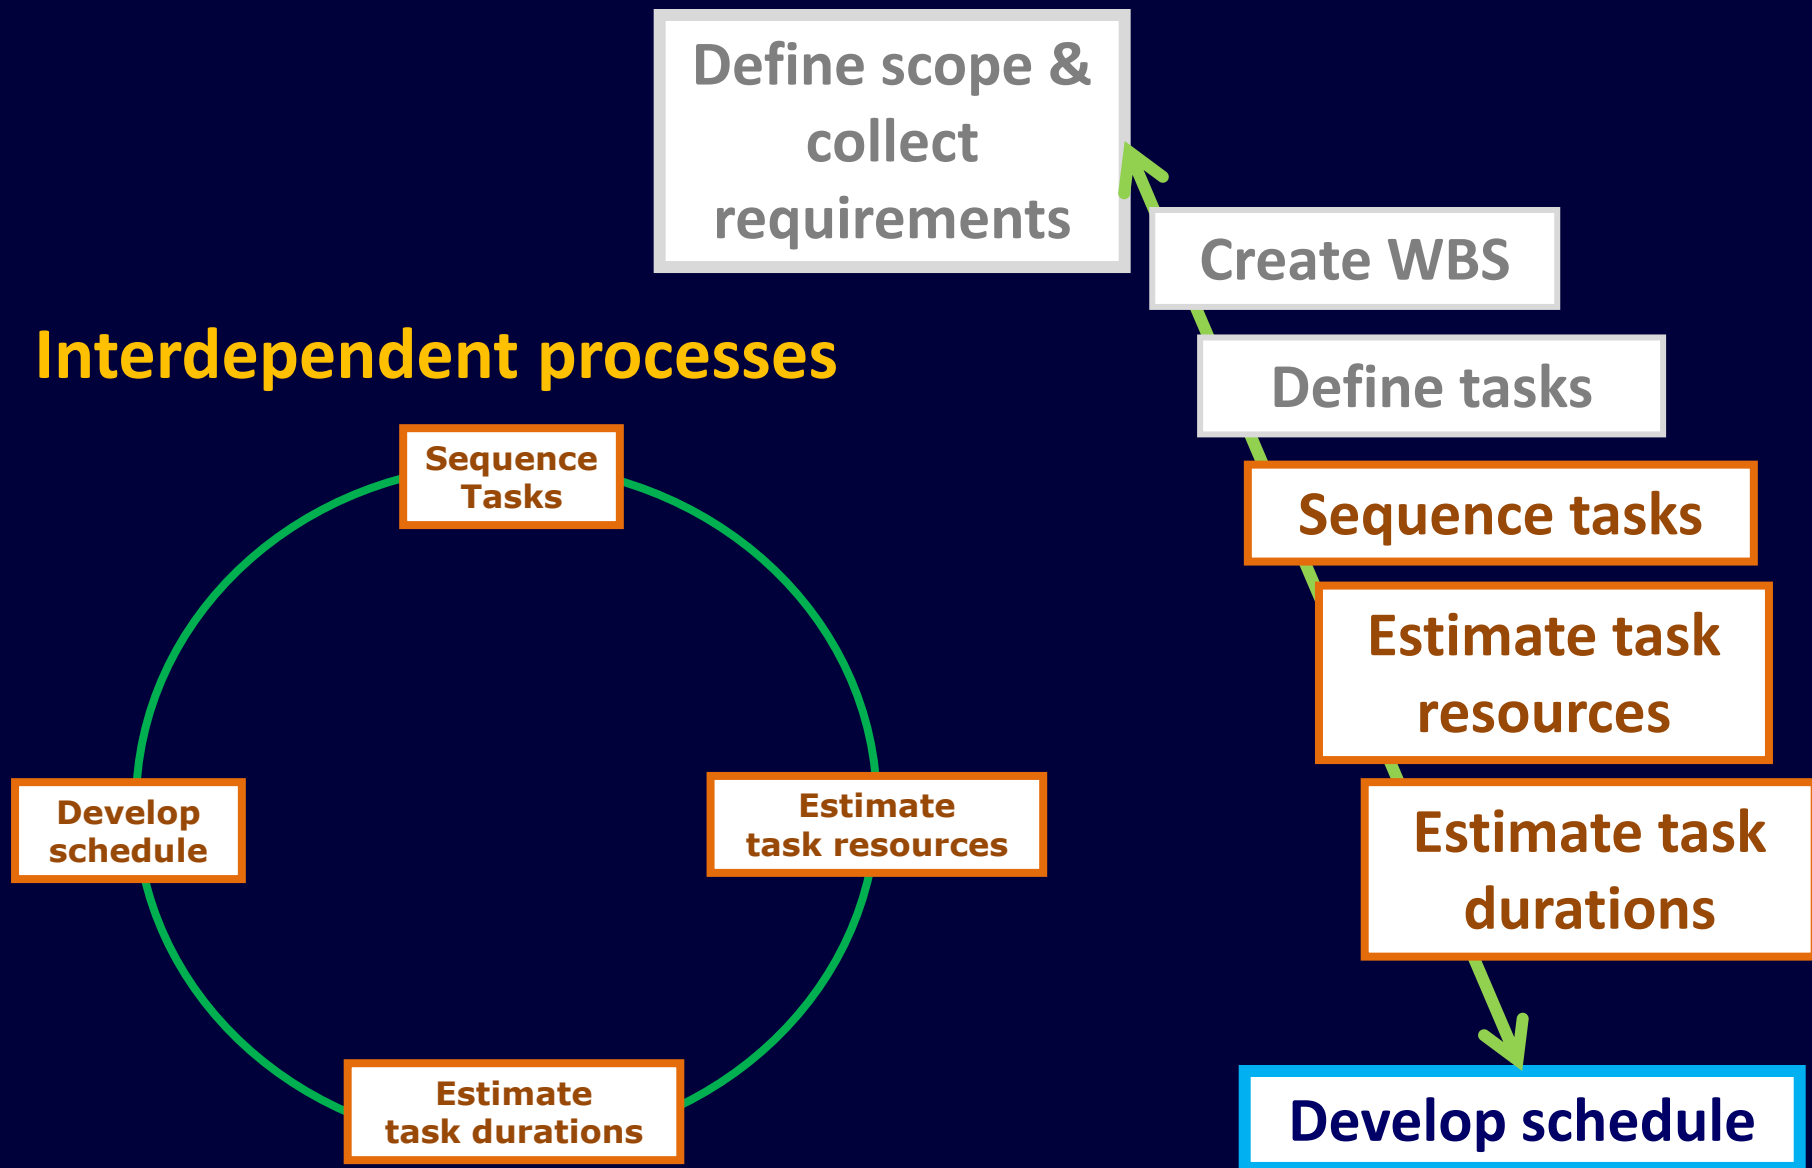 Define scope &
collect
requirements
Create WBS
Define tasks
Sequence tasks
Estimate task
resources
Estimate task
durations
Develop schedule
Interdependent processes
Sequence
Tasks
Estimate
task resources
Estimate
task durations
Develop
schedule